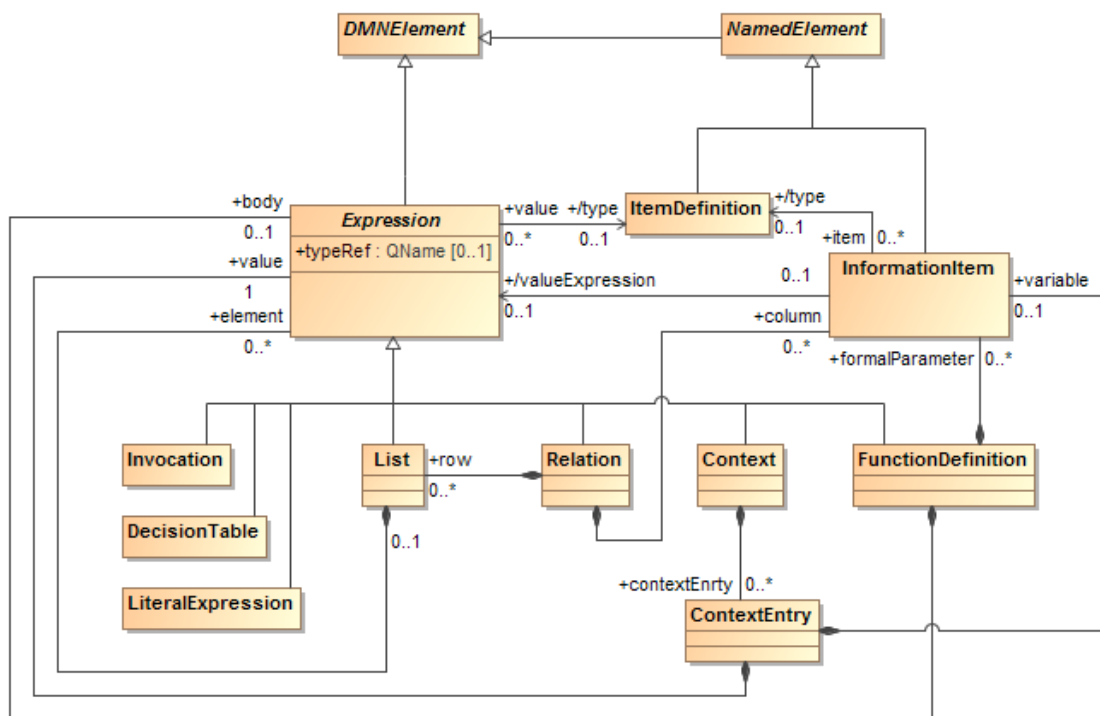 DMNElement
NamedElement
+body
0..1
+value
1
+element
0..*
Expression
+typeRef : QName [0..1]
+value
0..*
+/type
0..1
ItemDefinition
+/type
0..1
+item
0..*
InformationItem
+/valueExpression
0..1
0..1
+column
0..*
+variable
0..1
+formalParameter
0..*
Invocation
DecisionTable
LiteralExpression
List
+row
0..*
0..1
Relation
Context
FunctionDefinition
+contextEnrty
0..*
ContextEntry